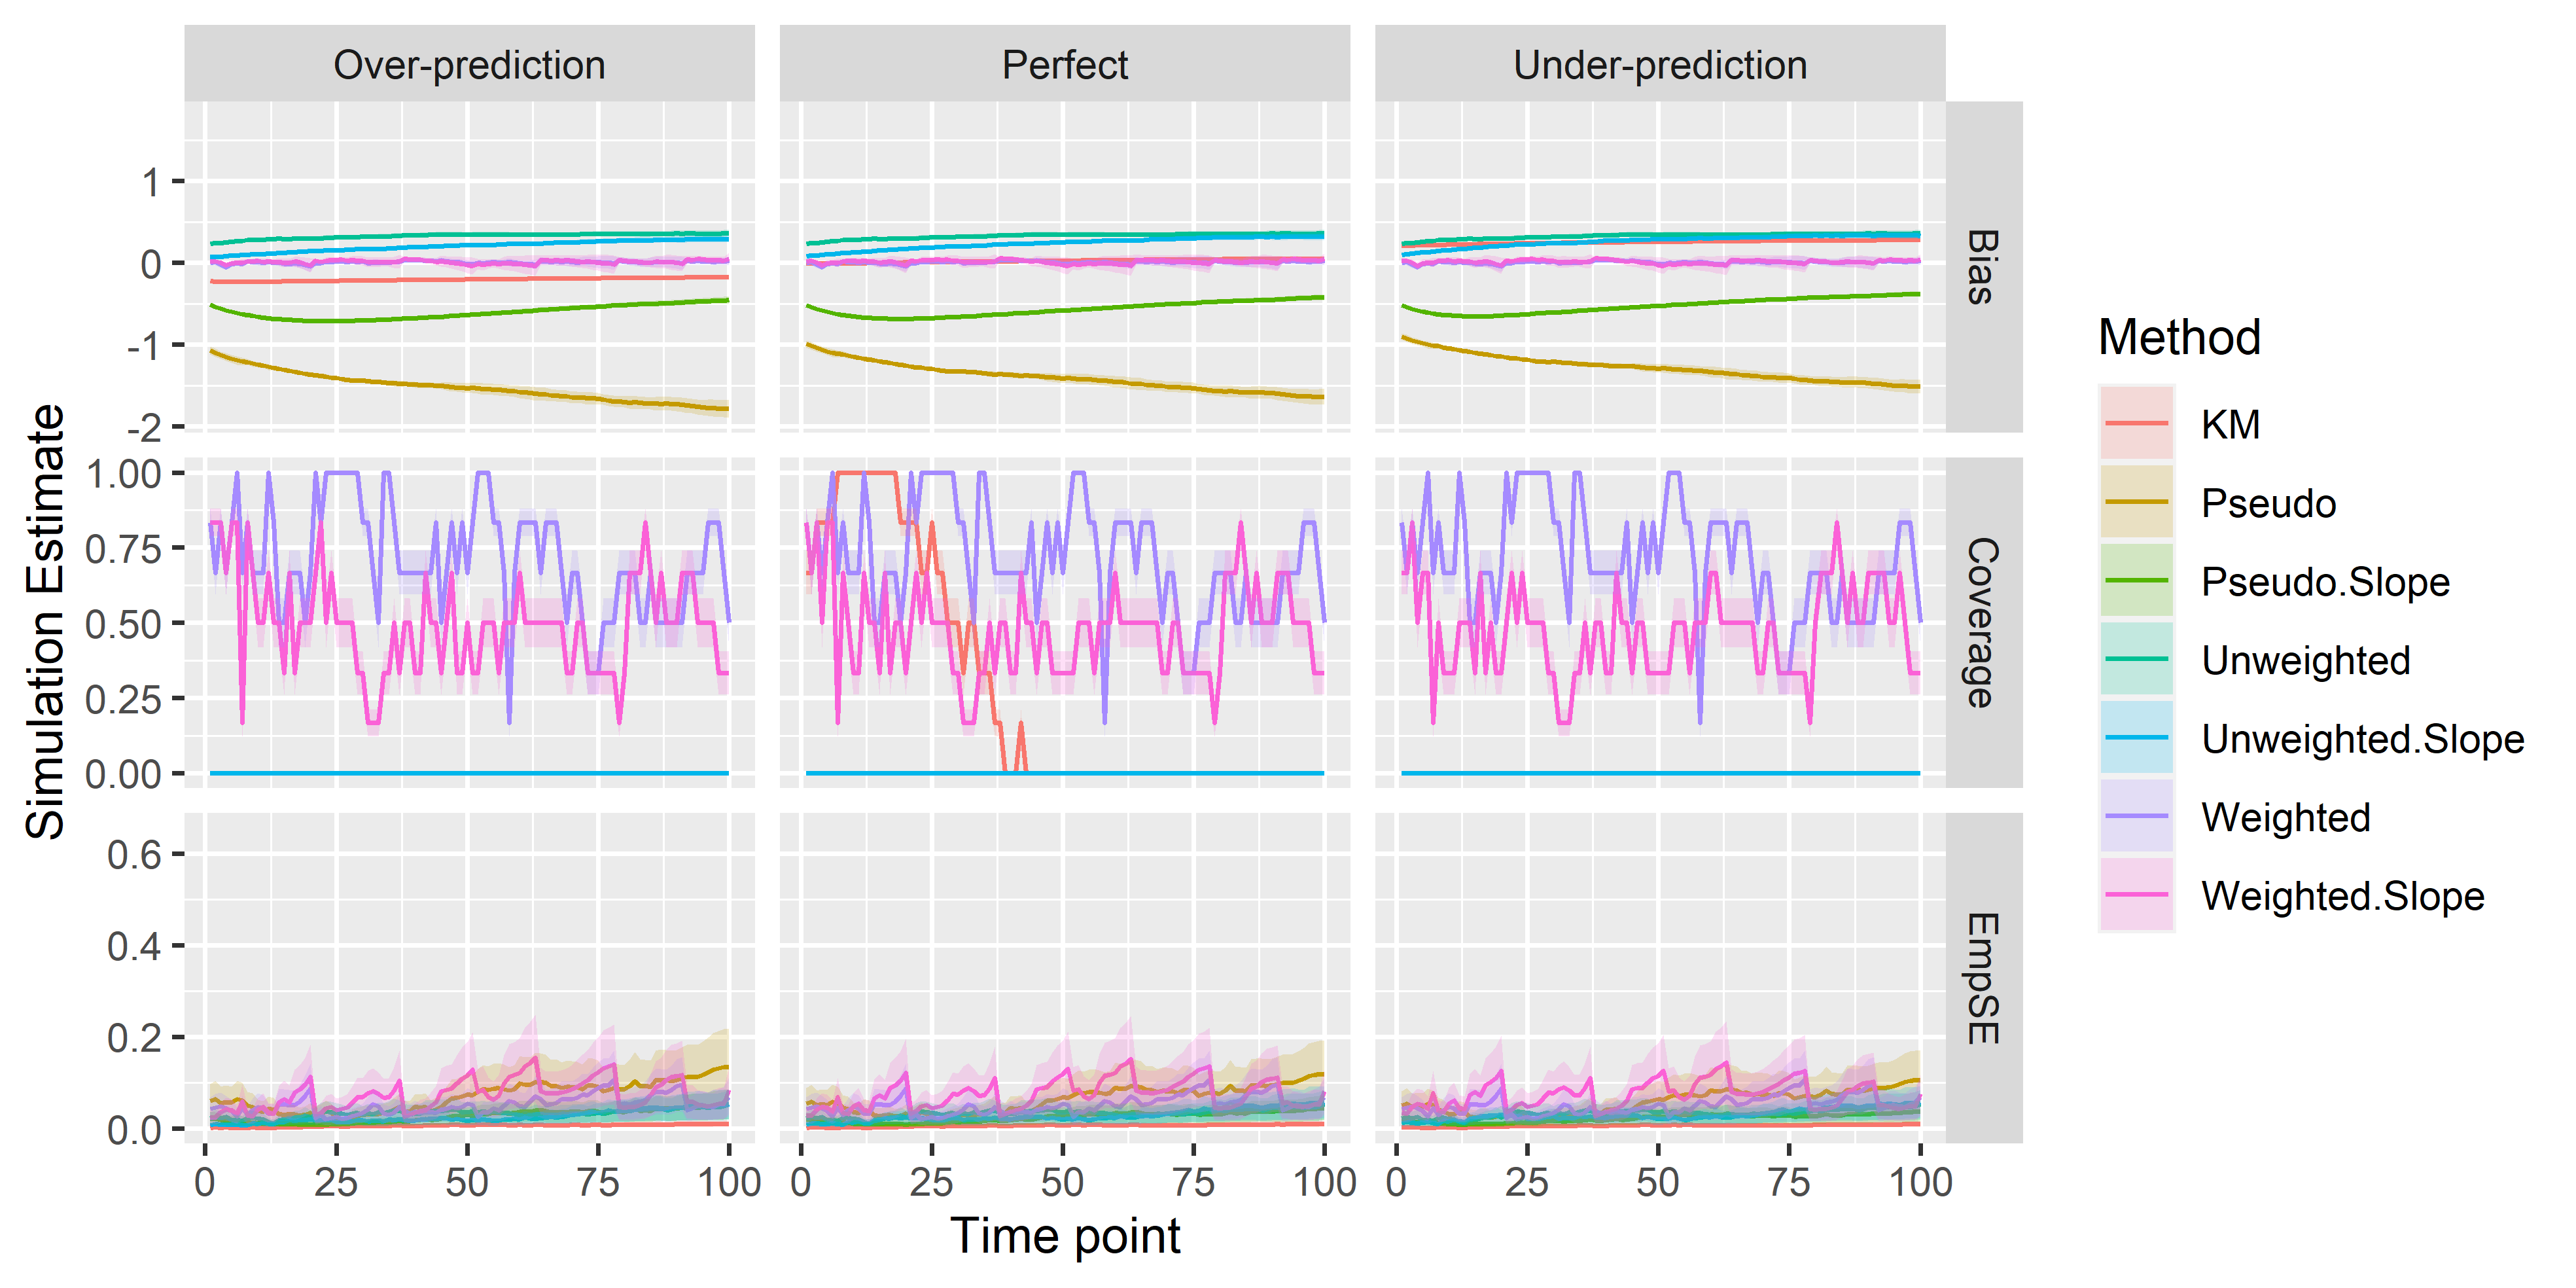 Over-prediction
Perfect
Under-prediction
Simulation Estimate
1
0
-1
-2
Bias
1.00
0.75
0.50
0.25
0.00
Coverage
0.6
0.4
0.2
0.0
EmpSE
0 25 50 75 100
0 25 50 75 100
0 25 50 75 100
Time point
Method
KM
Pseudo
Pseudo.Slope
Unweighted
Unweighted.Slope
Weighted
Weighted.Slope